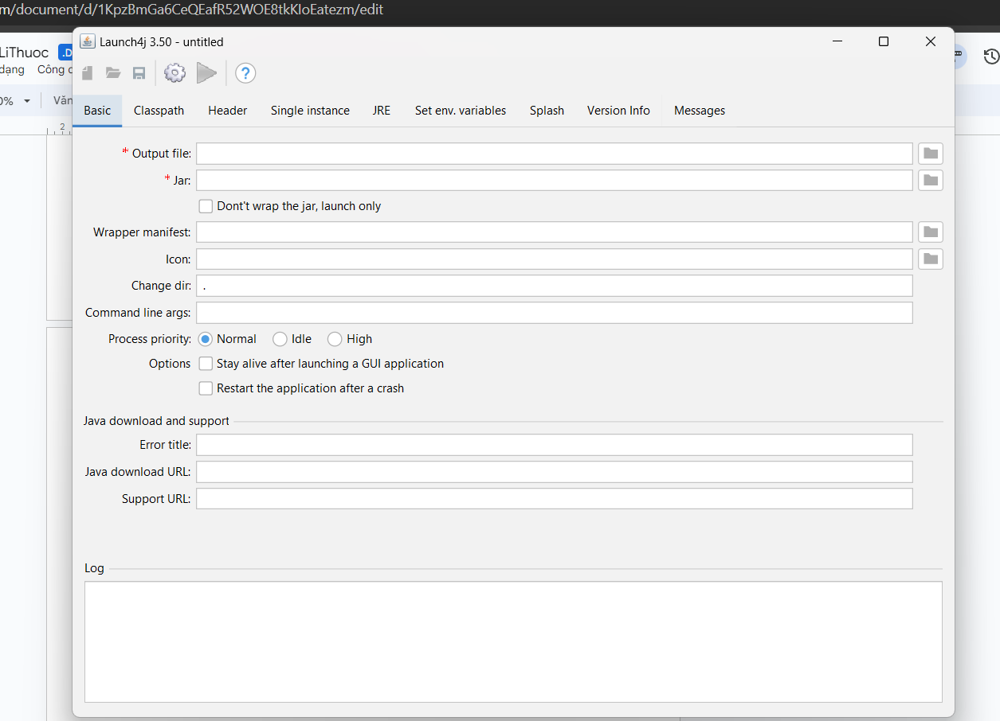 m/document/d/1KpzBmGa6CeQEafR52WOE8tkKIoEatezm/edit
LiThuoc .D
dạng Công c
0% Văn
2
Launch4j 3.50 - untitled
?
Basic Classpath Header Single instance JRE Set env. variables Splash Version Info Messages
* Output file:
* Jar:
Dont't wrap the jar, launch only
Wrapper manifest:
Icon:
Change dir: .
Command line args:
Process priority: Normal Idle High
Options Stay alive after launching a GUI application
Restart the application after a crash
Java download and support
Error title:
Java download URL:
Support URL:
Log